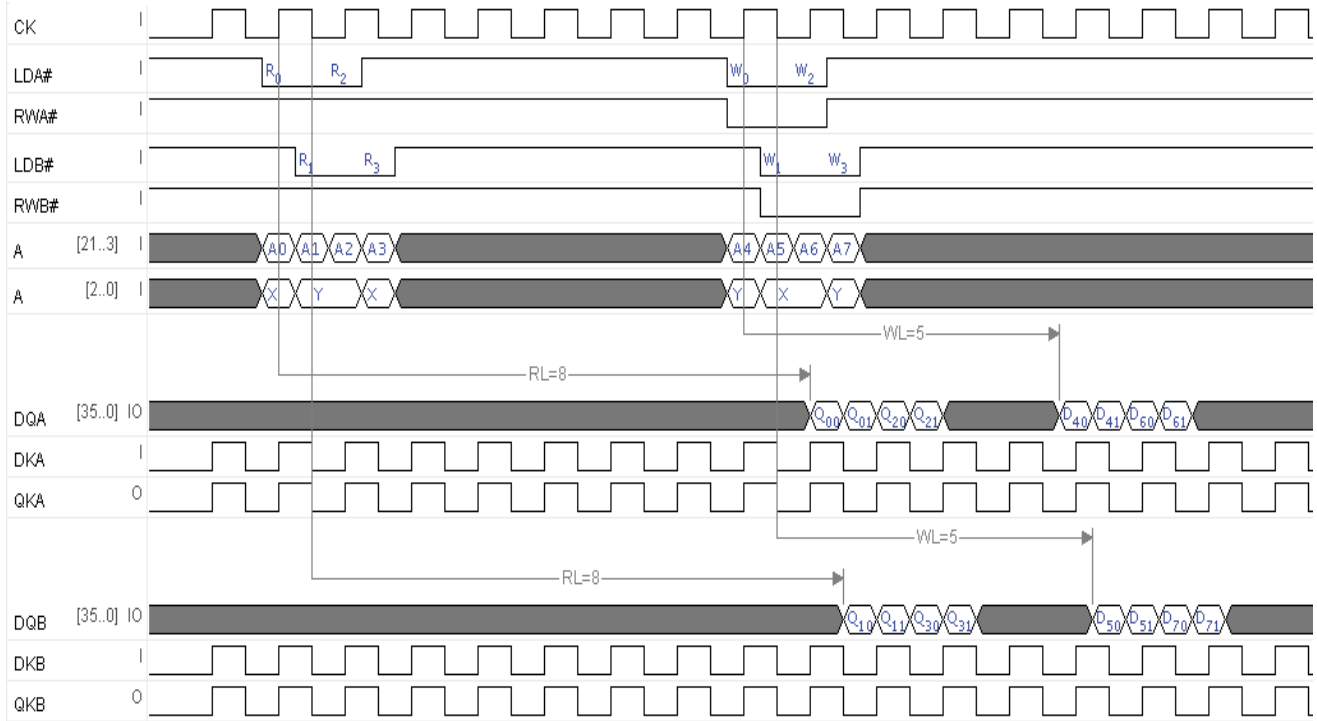 CK I
LDA# I R0 R2 W0 W2
RWA# I
LDB# I R1 R3 W1 W3
RWB# I
A [21..3] I A0 A1 A2 A3 A4 A5 A6 A7
A [2..0] I X Y X Y X Y
WL=5
RL=8
DQA [35..0] IO Q00 Q01 Q20 Q21 D40 D41 D60 D61
DKA I
QKA O
WL=5
RL=8
DQB [35..0] IO Q10 Q11 Q30 Q31 D50 D51 D70 D71
DKB I
QKB O